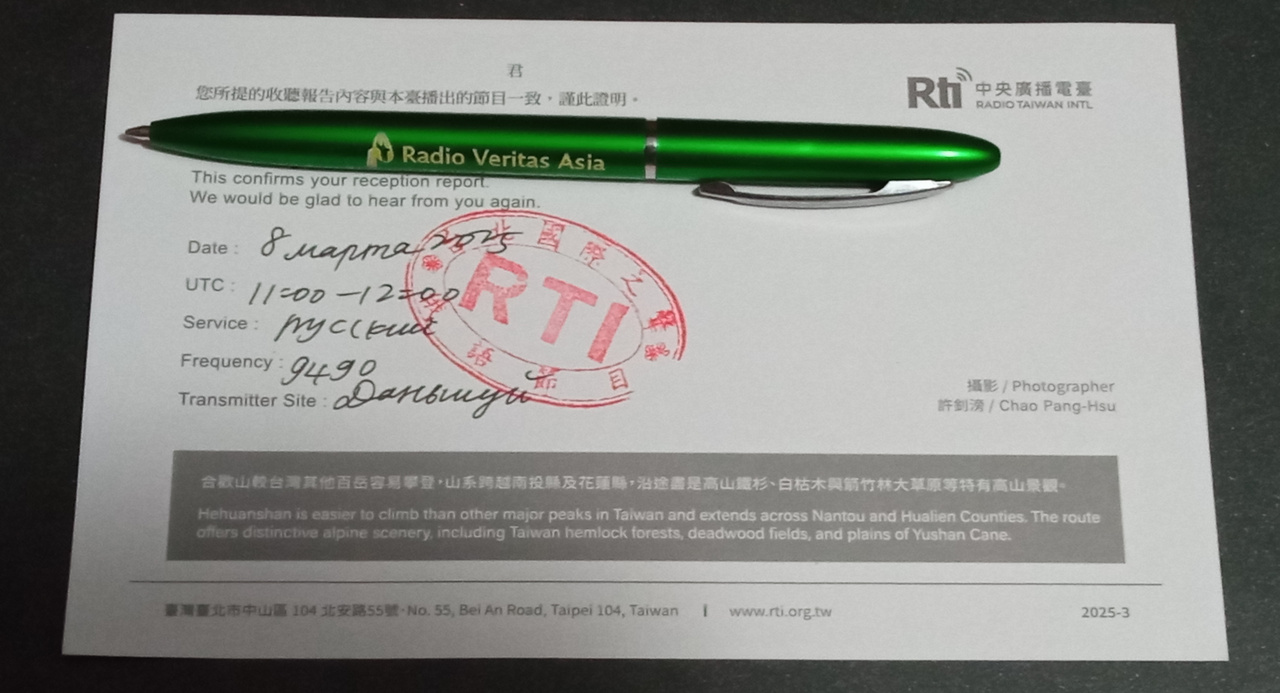 君
您所提的收聽報告內容與本臺播出的節目一致，謹此證明。
Rti 中央廣播電臺
RADIO TAIWAN INTL
Radio Veritas Asia
This confirms your reception report.
We would be glad to hear from you again.
Date : 8 марта 2025
UTC : 11=00 - 12=00
Service : русский
Frequency : 9490
Transmitter Site : Даньшуй
北國際之聲
RTI
語節目
攝影 / Photographer
許釗滂 / Chao Pang-Hsu
合歡山較台灣其他百岳容易攀登，山系跨越南投縣及花蓮縣，沿途盡是高山鐵杉、白枯木與箭竹林大草原等特有高山景觀。
Hehuanshan is easier to climb than other major peaks in Taiwan and extends across Nantou and Hualien Counties. The route
offers distinctive alpine scenery, including Taiwan hemlock forests, deadwood fields, and plains of Yushan Cane.
臺灣臺北市中山區 104 北安路55號‧No. 55, Bei An Road, Taipei 104, Taiwan | www.rti.org.tw 2025-3